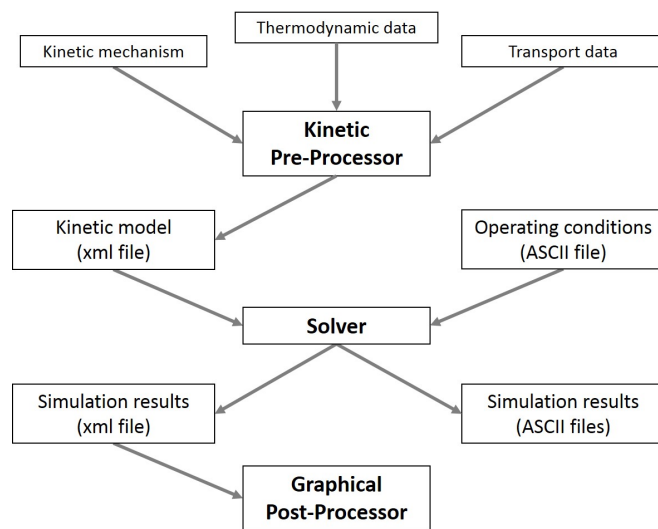 Thermodynamic data
Kinetic mechanism
Transport data
Kinetic
Pre-Processor
Kinetic model
(xml file)
Operating conditions
(ASCII file)
Solver
Simulation results
(xml file)
Simulation results
(ASCII files)
Graphical
Post-Processor